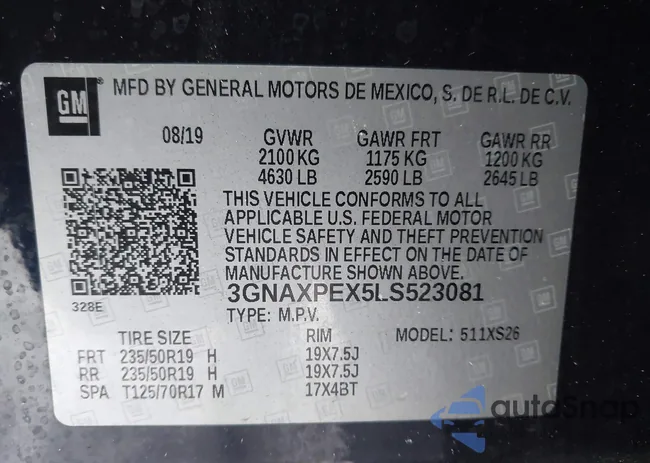 GM
MFD BY GENERAL MOTORS DE MEXICO, S. DE R.L. DE C.V.
08/19 GVWR GAWR FRT GAWR RR
2100 KG 1175 KG 1200 KG
4630 LB 2590 LB 2645 LB
THIS VEHICLE CONFORMS TO ALL
APPLICABLE U.S. FEDERAL MOTOR
VEHICLE SAFETY AND THEFT PREVENTION
STANDARDS IN EFFECT ON THE DATE OF
MANUFACTURE SHOWN ABOVE.
328E
3GNAXPEX5LS523081
TYPE: M.P.V.
TIRE SIZE RIM MODEL: 511XS26
FRT 235/50R19 H 19X7.5J
RR 235/50R19 H 19X7.5J
SPA T125/70R17 M 17X4BT
autoSnap